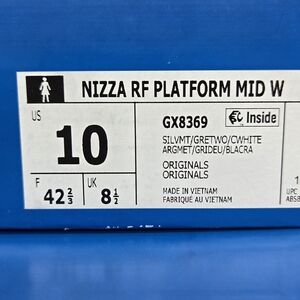 NIZZA RF PLATFORM MID W
US
10
F
42 2/3
UK
8 1/2
GX8369
Inside
SILVMT/GRETWO/CWHITE
ARGMET/GRIDEU/BLACRA
ORIGINALS
ORIGINALS
MADE IN VIETNAM
FABRIQUÉ AU VIETNAM
UPC